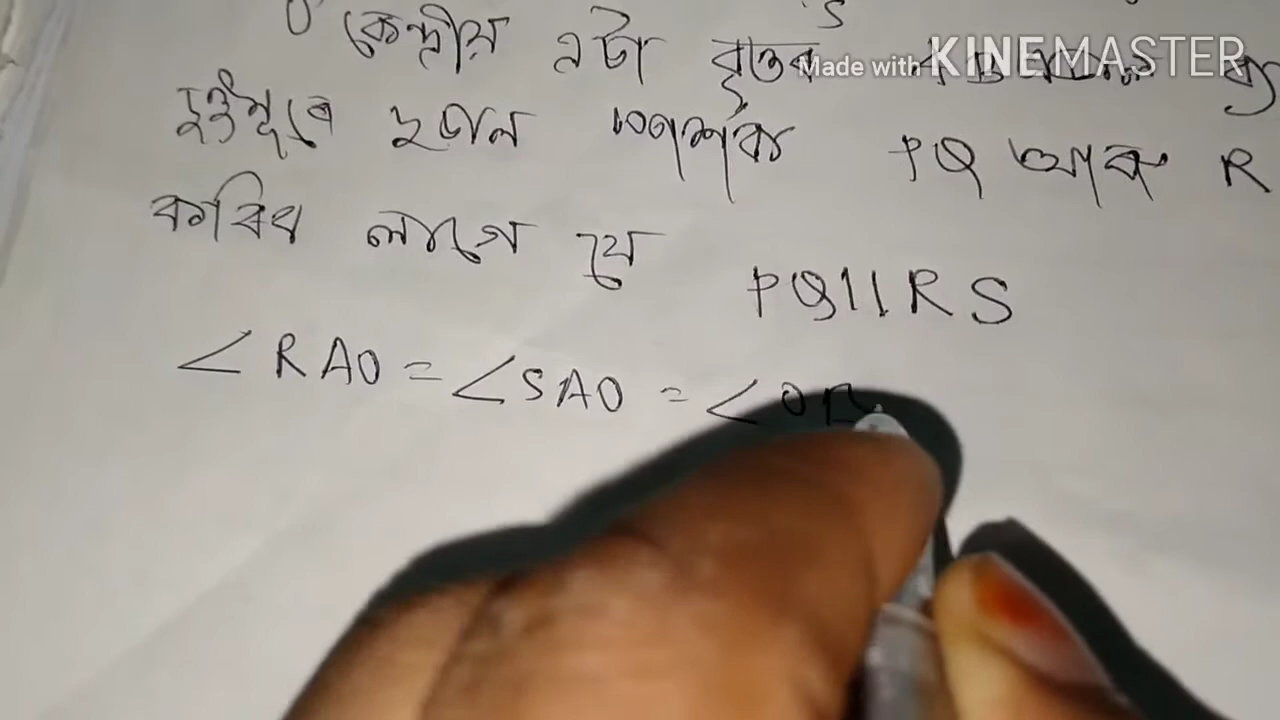 O কেন্দ্ৰীয় এটা বৃত্তৰ
S
Made with KINEMASTER
দুটা স্পৰ্শক PQ আৰু R
কৰিব লাগে যে PQ || RS
∠RAO = ∠SAO = ∠O